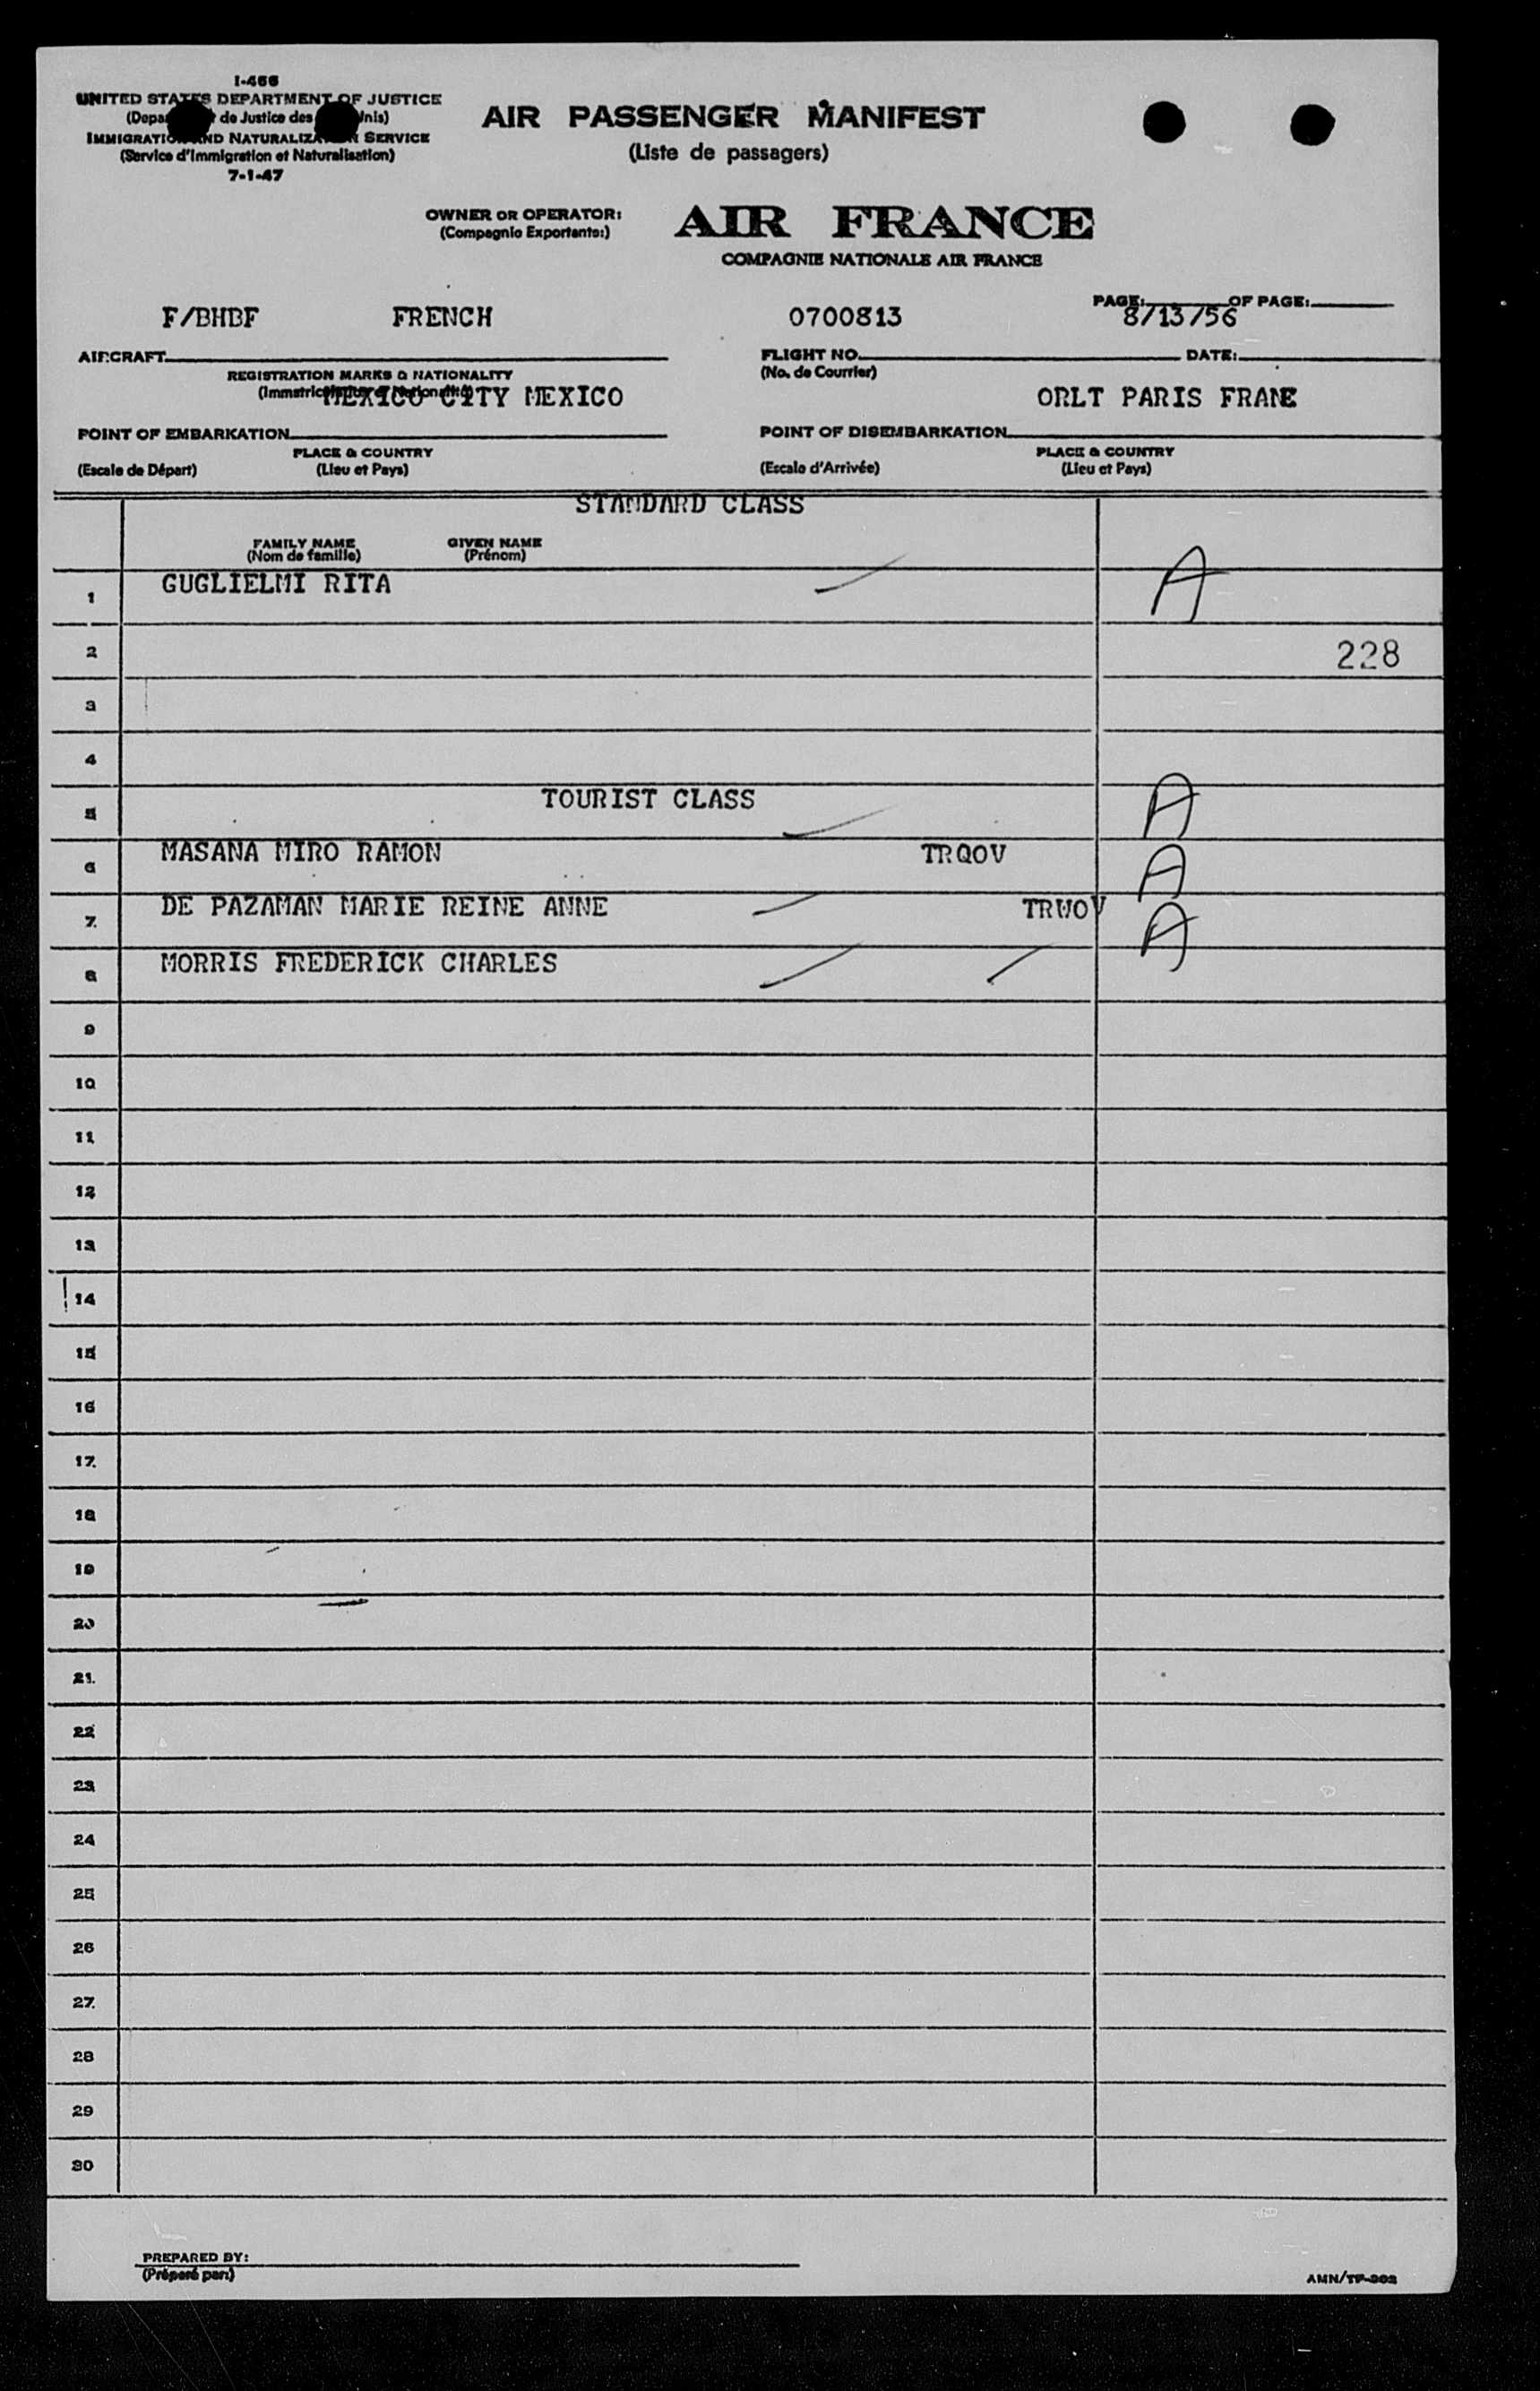 I-466
UNITED STATES DEPARTMENT OF JUSTICE
de Justice des
IMMIGRATION AND NATURALIZATION SERVICE
(Service d'Immigration et Naturalisation)
7-1-47
AIR PASSENGER MANIFEST
(Liste de passagers)
OWNER OR OPERATOR:
(Compagnie Exportante:)
AIR FRANCE
COMPAGNIE NATIONALE AIR FRANCE
PAGE: OF PAGE:
F/BHBF FRENCH 0700813 8/13/56
AIRCRAFT FLIGHT NO. DATE:
REGISTRATION MARKS & NATIONALITY (No. de Courrier)
MEXICO CITY MEXICO ORLT PARIS FRANE
POINT OF EMBARKATION POINT OF DISEMBARKATION
PLACE & COUNTRY PLACE & COUNTRY
(Escale de Départ) (Lieu et Pays) (Escale d'Arrivée) (Lieu et Pays)
STANDARD CLASS
FAMILY NAME GIVEN NAME
(Nom de famille) (Prénom)
1 GUGLIELMI RITA A
2 228
3
4
5 TOURIST CLASS A
6 MASANA MIRO RAMON TRQOV A
7 DE PAZAMAN MARIE REINE ANNE TRWOV A
8 MORRIS FREDERICK CHARLES
9
10
11
12
13
14
15
16
17
18
19
20
21
22
23
24
25
26
27
28
29
30
PREPARED BY:
(Préparé par:)
AMN/TF-302